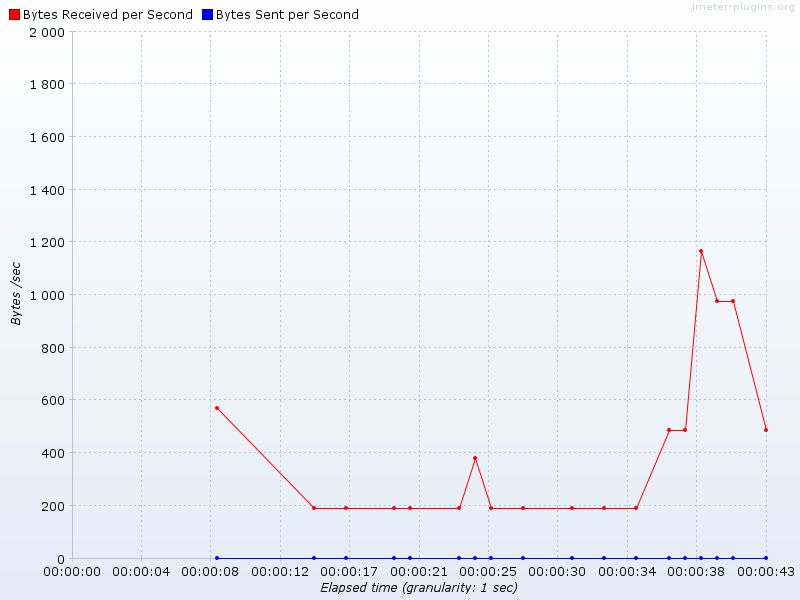 jmeter-plugins.org
Bytes Received per Second Bytes Sent per Second
2 000
1 800
1 600
1 400
1 200
1 000
800
600
400
200
0
Bytes /sec
00:00:00 00:00:04 00:00:08 00:00:12 00:00:17 00:00:21 00:00:25 00:00:30 00:00:34 00:00:38 00:00:43
Elapsed time (granularity: 1 sec)